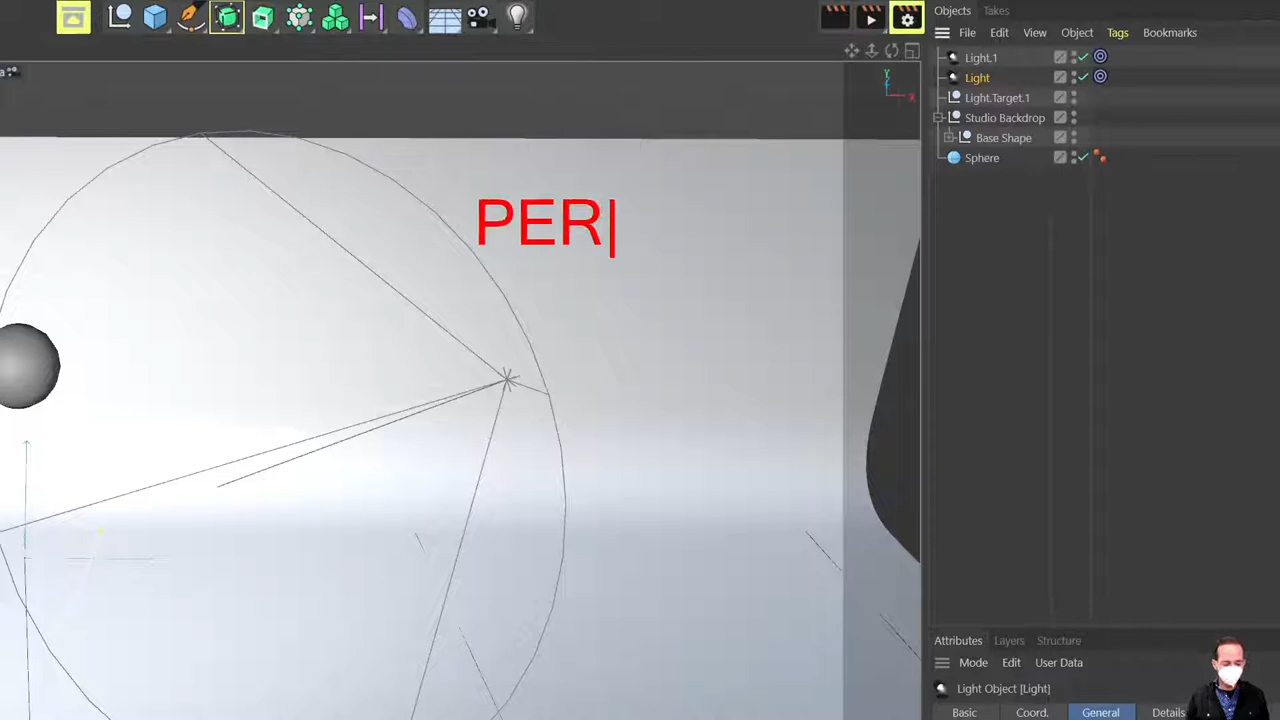 Objects Takes
File Edit View Object Tags Bookmarks
Light.1
Light
Light.Target.1
Studio Backdrop
Base Shape
Sphere
Y
X
PER|
Attributes Layers Structure
Mode Edit User Data
Light Object [Light]
Basic Coord. General Details